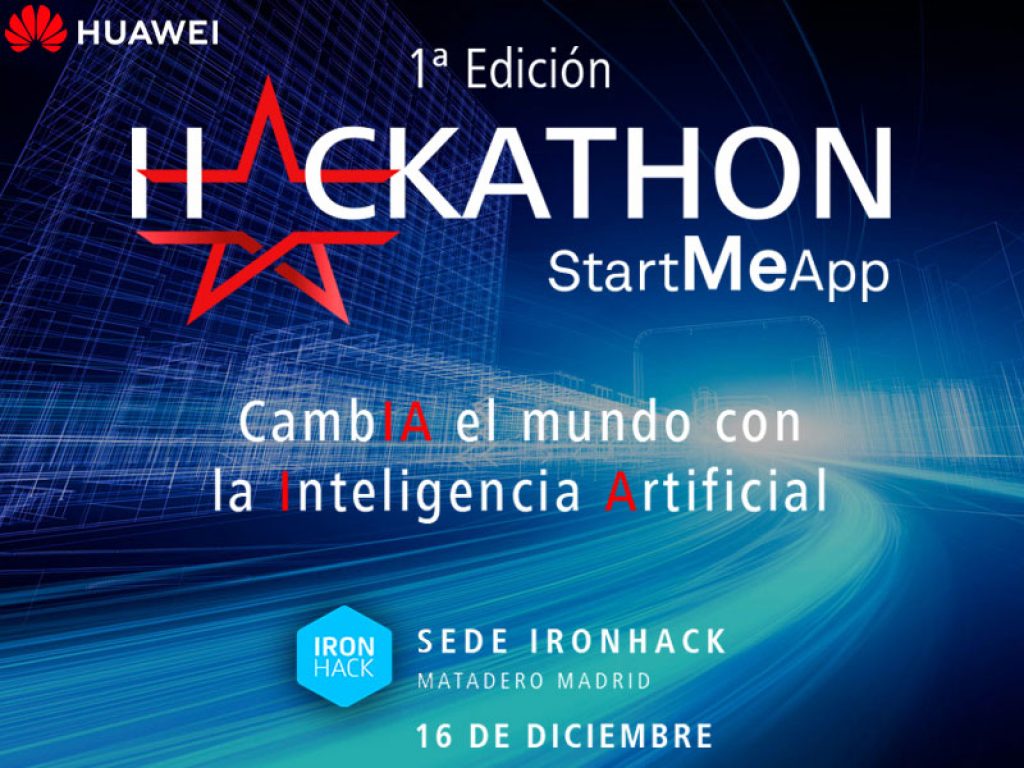 HUAWEI
1ª Edición
HACKATHON
StartMeApp
CambIA el mundo con
la Inteligencia Artificial
IRON
HACK
SEDE IRONHACK
MATADERO MADRID
16 DE DICIEMBRE